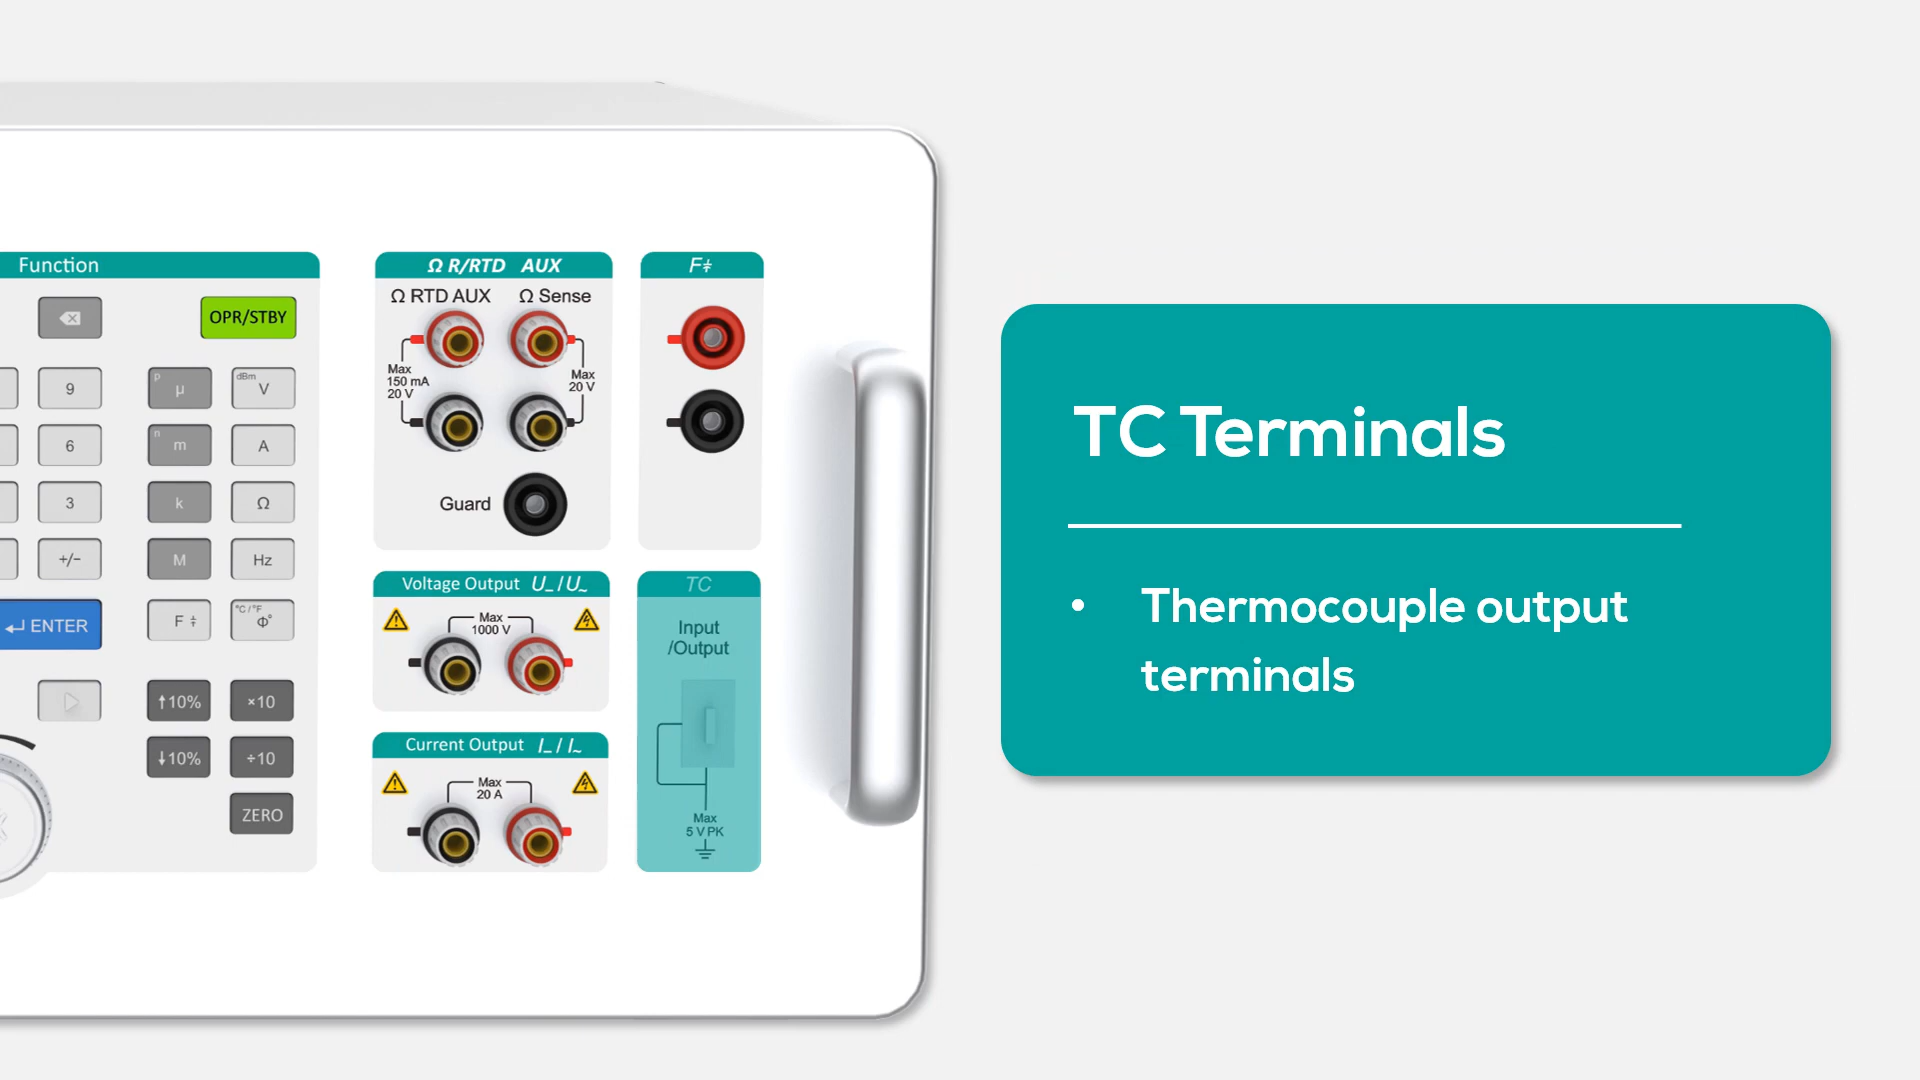 Function
OPR/STBY
9
p µ
dBm V
6
n m
A
3
k
Ω
+/−
M
Hz
ENTER
F
°C/°F Φ°
↑10%
×10
↓10%
÷10
ZERO
Ω R/RTD AUX
Ω RTD AUX
Ω Sense
Max
150 mA
20 V
Max
20 V
Guard
F
Voltage Output U⎓/U~
Max
1000 V
Current Output I⎓/I~
Max
20 A
TC
Input
/Output
Max
5 V PK
TC Terminals
• Thermocouple output
terminals